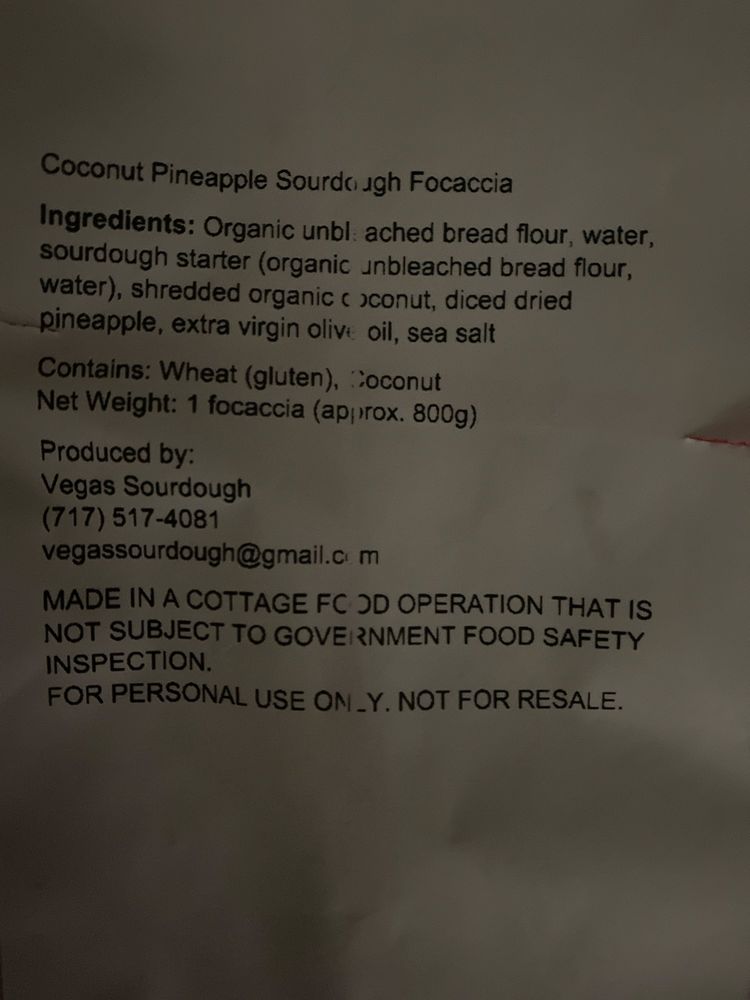 Coconut Pineapple Sourdough Focaccia
Ingredients: Organic unbleached bread flour, water,
sourdough starter (organic unbleached bread flour,
water), shredded organic coconut, diced dried
pineapple, extra virgin olive oil, sea salt
Contains: Wheat (gluten), Coconut
Net Weight: 1 focaccia (approx. 800g)
Produced by:
Vegas Sourdough
(717) 517-4081
vegassourdough@gmail.com
MADE IN A COTTAGE FOOD OPERATION THAT IS
NOT SUBJECT TO GOVERNMENT FOOD SAFETY
INSPECTION.
FOR PERSONAL USE ONLY. NOT FOR RESALE.